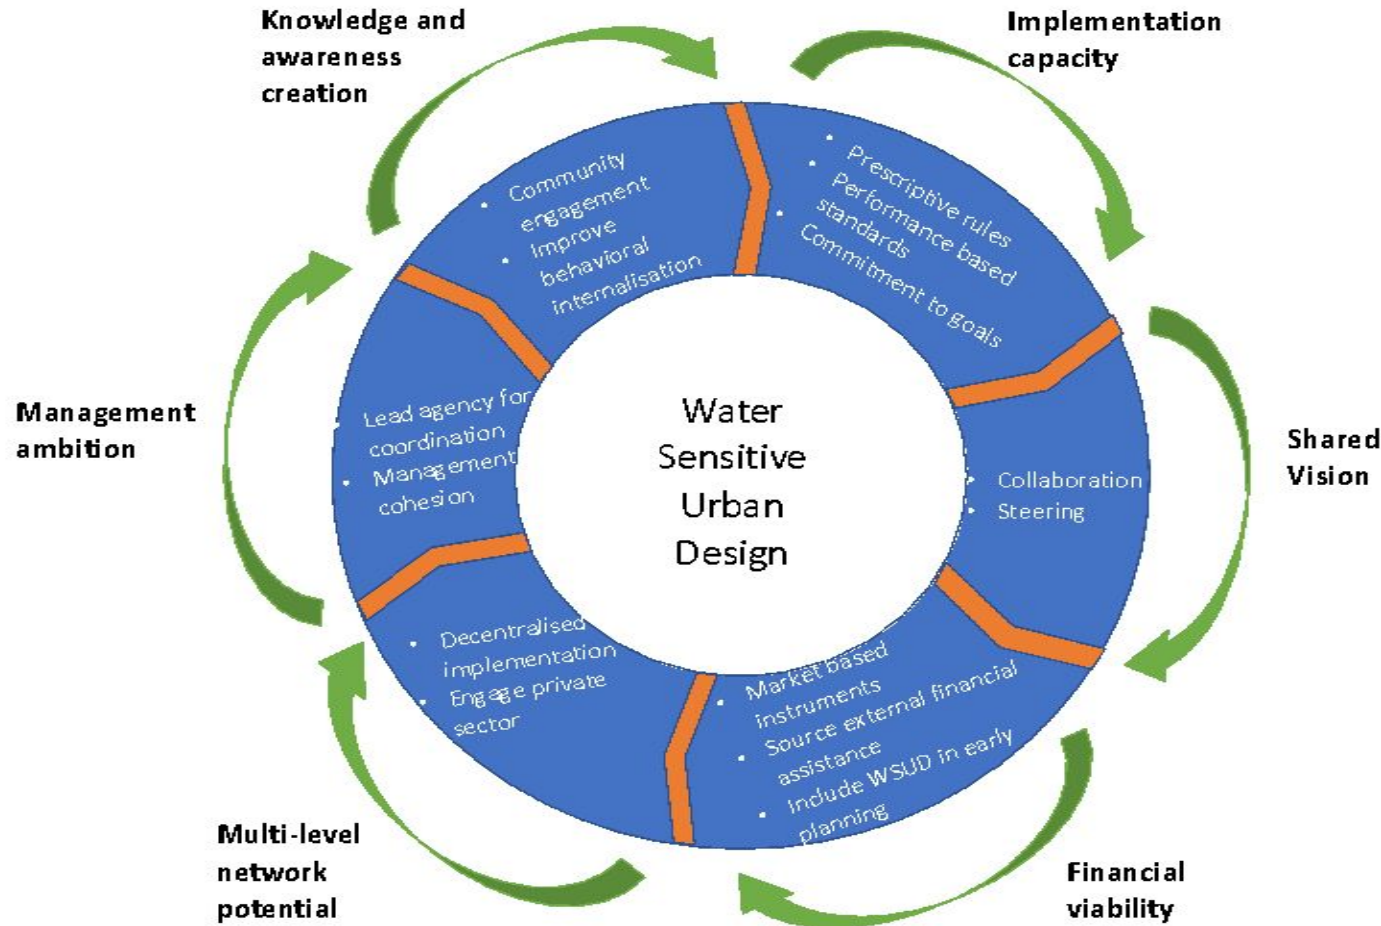 Knowledge and
awareness
creation
Implementation
capacity
• Community
engagement
• Improve
behavioral
internalisation
• Prescriptive rules
• Performance based
standards
• Commitment to goals
Management
ambition
• Lead agency for
coordination
• Management
cohesion
Water
Sensitive
Urban
Design
• Collaboration
• Steering
Shared
Vision
• Decentralised
implementation
• Engage private
sector
• Market based
instruments
• Source external financial
assistance
• Include WSUD in early
planning
Multi-level
network
potential
Financial
viability